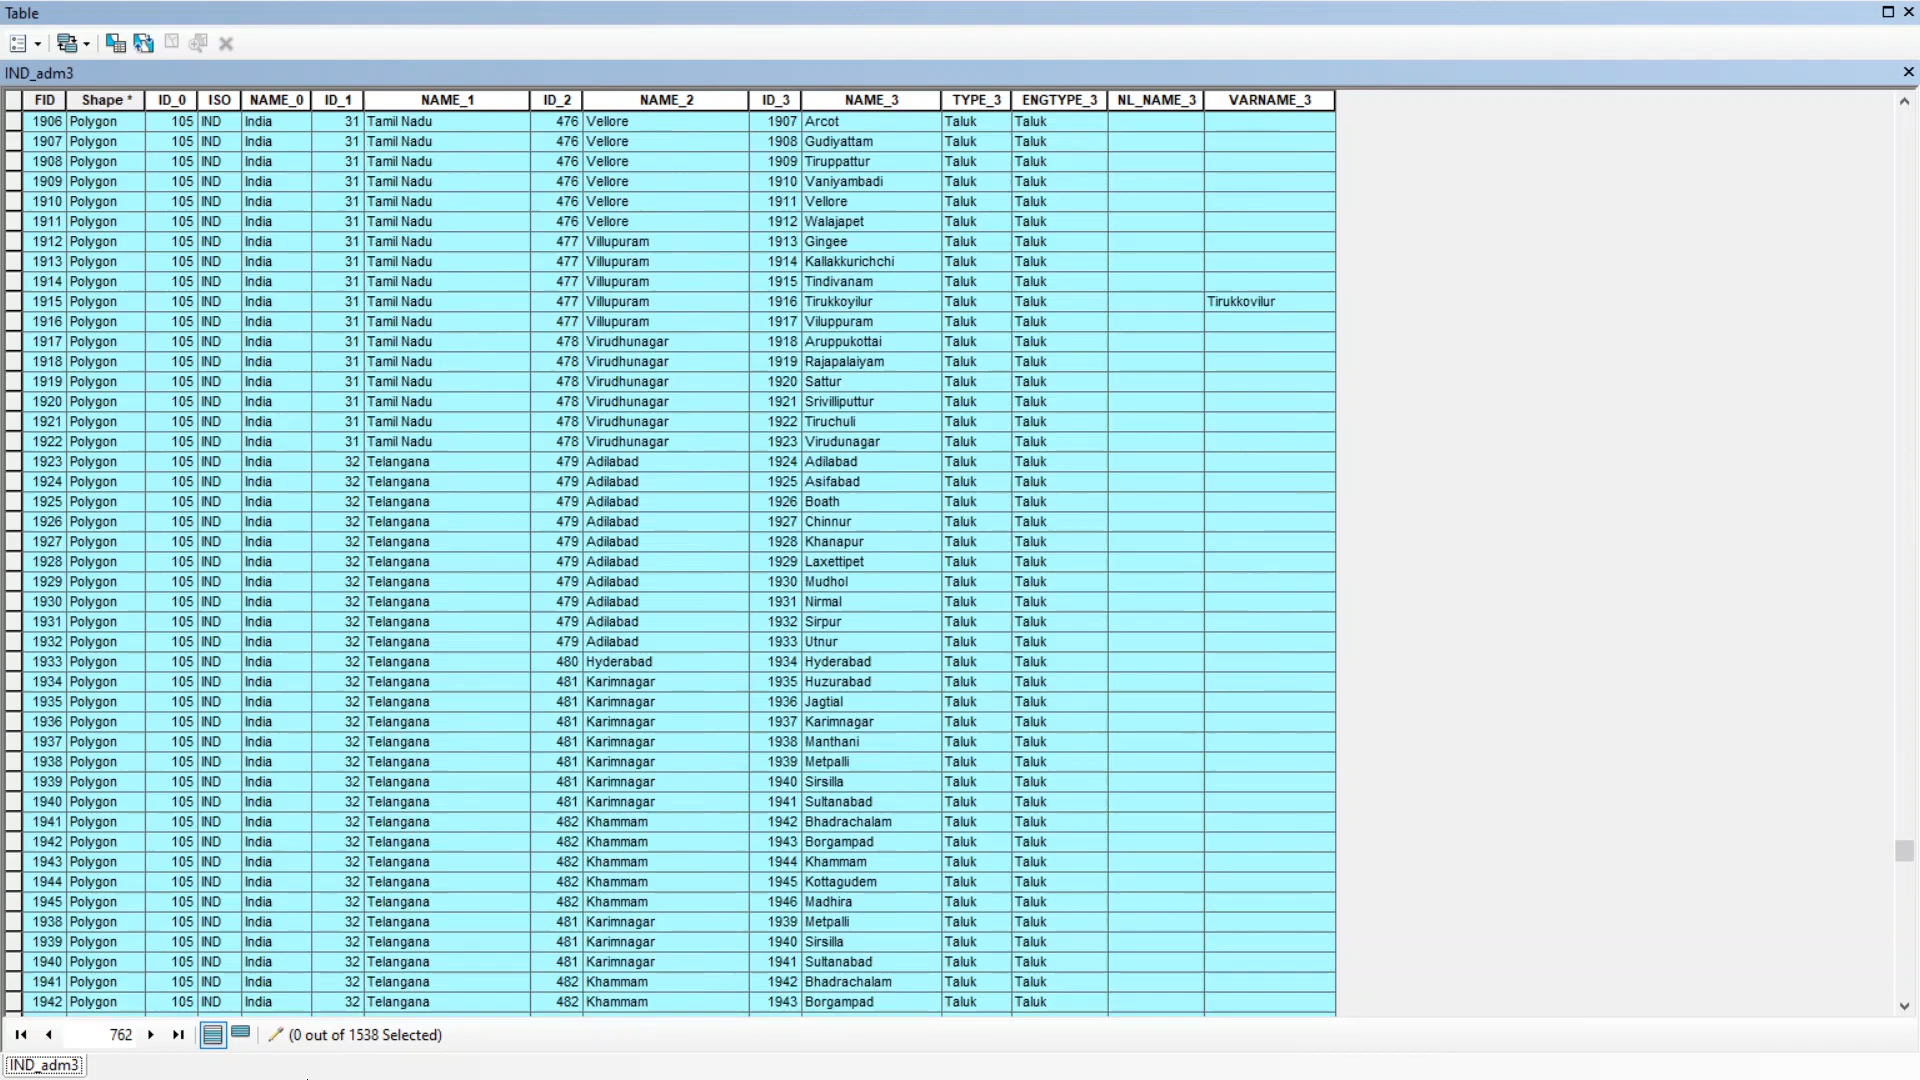 Table
IND_adm3
FID Shape * ID_0 ISO NAME_0 ID_1 NAME_1 ID_2 NAME_2 ID_3 NAME_3 TYPE_3 ENGTYPE_3 NL_NAME_3 VARNAME_3
1906 Polygon 105 IND India 31 Tamil Nadu 476 Vellore 1907 Arcot Taluk Taluk
1907 Polygon 105 IND India 31 Tamil Nadu 476 Vellore 1908 Gudiyattam Taluk Taluk
1908 Polygon 105 IND India 31 Tamil Nadu 476 Vellore 1909 Tiruppattur Taluk Taluk
1909 Polygon 105 IND India 31 Tamil Nadu 476 Vellore 1910 Vaniyambadi Taluk Taluk
1910 Polygon 105 IND India 31 Tamil Nadu 476 Vellore 1911 Vellore Taluk Taluk
1911 Polygon 105 IND India 31 Tamil Nadu 476 Vellore 1912 Walajapet Taluk Taluk
1912 Polygon 105 IND India 31 Tamil Nadu 477 Villupuram 1913 Gingee Taluk Taluk
1913 Polygon 105 IND India 31 Tamil Nadu 477 Villupuram 1914 Kallakkurichchi Taluk Taluk
1914 Polygon 105 IND India 31 Tamil Nadu 477 Villupuram 1915 Tindivanam Taluk Taluk
1915 Polygon 105 IND India 31 Tamil Nadu 477 Villupuram 1916 Tirukkoyilur Taluk Taluk Tirukkovilur
1916 Polygon 105 IND India 31 Tamil Nadu 477 Villupuram 1917 Viluppuram Taluk Taluk
1917 Polygon 105 IND India 31 Tamil Nadu 478 Virudhunagar 1918 Aruppukottai Taluk Taluk
1918 Polygon 105 IND India 31 Tamil Nadu 478 Virudhunagar 1919 Rajapalaiyam Taluk Taluk
1919 Polygon 105 IND India 31 Tamil Nadu 478 Virudhunagar 1920 Sattur Taluk Taluk
1920 Polygon 105 IND India 31 Tamil Nadu 478 Virudhunagar 1921 Srivilliputtur Taluk Taluk
1921 Polygon 105 IND India 31 Tamil Nadu 478 Virudhunagar 1922 Tiruchuli Taluk Taluk
1922 Polygon 105 IND India 31 Tamil Nadu 478 Virudhunagar 1923 Virudunagar Taluk Taluk
1923 Polygon 105 IND India 32 Telangana 479 Adilabad 1924 Adilabad Taluk Taluk
1924 Polygon 105 IND India 32 Telangana 479 Adilabad 1925 Asifabad Taluk Taluk
1925 Polygon 105 IND India 32 Telangana 479 Adilabad 1926 Boath Taluk Taluk
1926 Polygon 105 IND India 32 Telangana 479 Adilabad 1927 Chinnur Taluk Taluk
1927 Polygon 105 IND India 32 Telangana 479 Adilabad 1928 Khanapur Taluk Taluk
1928 Polygon 105 IND India 32 Telangana 479 Adilabad 1929 Laxettipet Taluk Taluk
1929 Polygon 105 IND India 32 Telangana 479 Adilabad 1930 Mudhol Taluk Taluk
1930 Polygon 105 IND India 32 Telangana 479 Adilabad 1931 Nirmal Taluk Taluk
1931 Polygon 105 IND India 32 Telangana 479 Adilabad 1932 Sirpur Taluk Taluk
1932 Polygon 105 IND India 32 Telangana 479 Adilabad 1933 Utnur Taluk Taluk
1933 Polygon 105 IND India 32 Telangana 480 Hyderabad 1934 Hyderabad Taluk Taluk
1934 Polygon 105 IND India 32 Telangana 481 Karimnagar 1935 Huzurabad Taluk Taluk
1935 Polygon 105 IND India 32 Telangana 481 Karimnagar 1936 Jagtial Taluk Taluk
1936 Polygon 105 IND India 32 Telangana 481 Karimnagar 1937 Karimnagar Taluk Taluk
1937 Polygon 105 IND India 32 Telangana 481 Karimnagar 1938 Manthani Taluk Taluk
1938 Polygon 105 IND India 32 Telangana 481 Karimnagar 1939 Metpalli Taluk Taluk
1939 Polygon 105 IND India 32 Telangana 481 Karimnagar 1940 Sirsilla Taluk Taluk
1940 Polygon 105 IND India 32 Telangana 481 Karimnagar 1941 Sultanabad Taluk Taluk
1941 Polygon 105 IND India 32 Telangana 482 Khammam 1942 Bhadrachalam Taluk Taluk
1942 Polygon 105 IND India 32 Telangana 482 Khammam 1943 Borgampad Taluk Taluk
1943 Polygon 105 IND India 32 Telangana 482 Khammam 1944 Khammam Taluk Taluk
1944 Polygon 105 IND India 32 Telangana 482 Khammam 1945 Kottagudem Taluk Taluk
1945 Polygon 105 IND India 32 Telangana 482 Khammam 1946 Madhira Taluk Taluk
1938 Polygon 105 IND India 32 Telangana 481 Karimnagar 1939 Metpalli Taluk Taluk
1939 Polygon 105 IND India 32 Telangana 481 Karimnagar 1940 Sirsilla Taluk Taluk
1940 Polygon 105 IND India 32 Telangana 481 Karimnagar 1941 Sultanabad Taluk Taluk
1941 Polygon 105 IND India 32 Telangana 482 Khammam 1942 Bhadrachalam Taluk Taluk
1942 Polygon 105 IND India 32 Telangana 482 Khammam 1943 Borgampad Taluk Taluk
762 (0 out of 1538 Selected)
IND_adm3